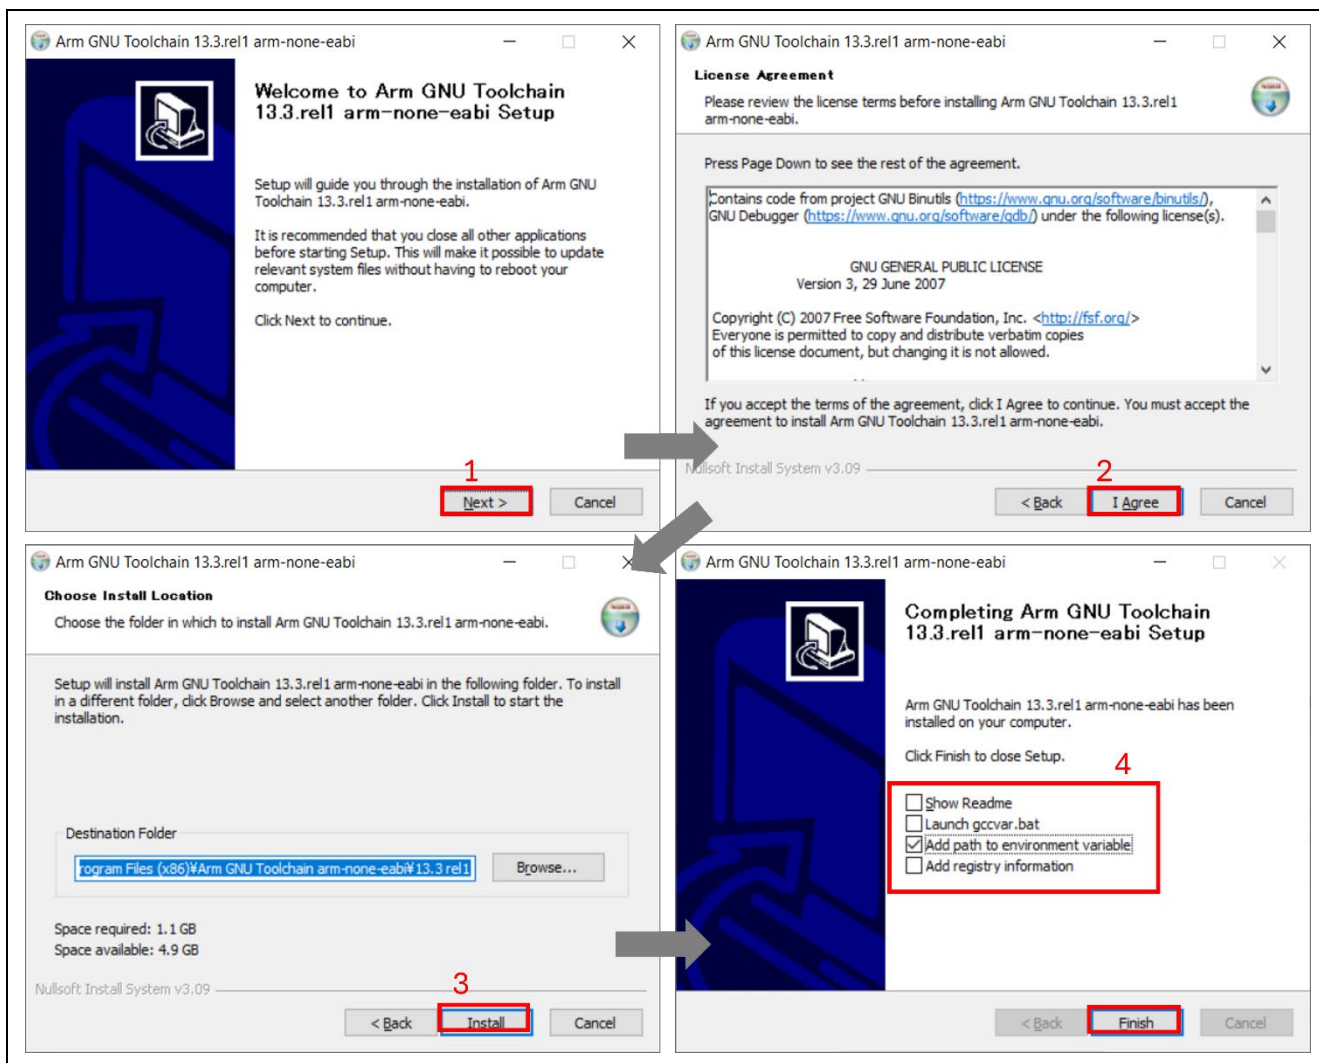 Arm GNU Toolchain 13.3.rel1 arm-none-eabi
Welcome to Arm GNU Toolchain
13.3.rel1 arm-none-eabi Setup
Setup will guide you through the installation of Arm GNU
Toolchain 13.3.rel1 arm-none-eabi.
It is recommended that you close all other applications
before starting Setup. This will make it possible to update
relevant system files without having to reboot your
computer.
Click Next to continue.
1
Next >
Cancel
Arm GNU Toolchain 13.3.rel1 arm-none-eabi
License Agreement
Please review the license terms before installing Arm GNU Toolchain 13.3.rel1
arm-none-eabi.
Press Page Down to see the rest of the agreement.
Contains code from project GNU Binutils (https://www.gnu.org/software/binutils/),
GNU Debugger (https://www.gnu.org/software/gdb/) under the following license(s).
GNU GENERAL PUBLIC LICENSE
Version 3, 29 June 2007
Copyright (C) 2007 Free Software Foundation, Inc. <http://fsf.org/>
Everyone is permitted to copy and distribute verbatim copies
of this license document, but changing it is not allowed.
If you accept the terms of the agreement, click I Agree to continue. You must accept the
agreement to install Arm GNU Toolchain 13.3.rel1 arm-none-eabi.
Nullsoft Install System v3.09
2
< Back
I Agree
Cancel
Arm GNU Toolchain 13.3.rel1 arm-none-eabi
Choose Install Location
Choose the folder in which to install Arm GNU Toolchain 13.3.rel1 arm-none-eabi.
Setup will install Arm GNU Toolchain 13.3.rel1 arm-none-eabi in the following folder. To install
in a different folder, click Browse and select another folder. Click Install to start the
installation.
Destination Folder
rogram Files (x86)¥Arm GNU Toolchain arm-none-eabi¥13.3 rel1
Browse...
Space required: 1.1 GB
Space available: 4.9 GB
Nullsoft Install System v3.09
3
< Back
Install
Cancel
Arm GNU Toolchain 13.3.rel1 arm-none-eabi
Completing Arm GNU Toolchain
13.3.rel1 arm-none-eabi Setup
Arm GNU Toolchain 13.3.rel1 arm-none-eabi has been
installed on your computer.
Click Finish to close Setup.
4
Show Readme
Launch gccvar.bat
Add path to environment variable
Add registry information
< Back
Finish
Cancel